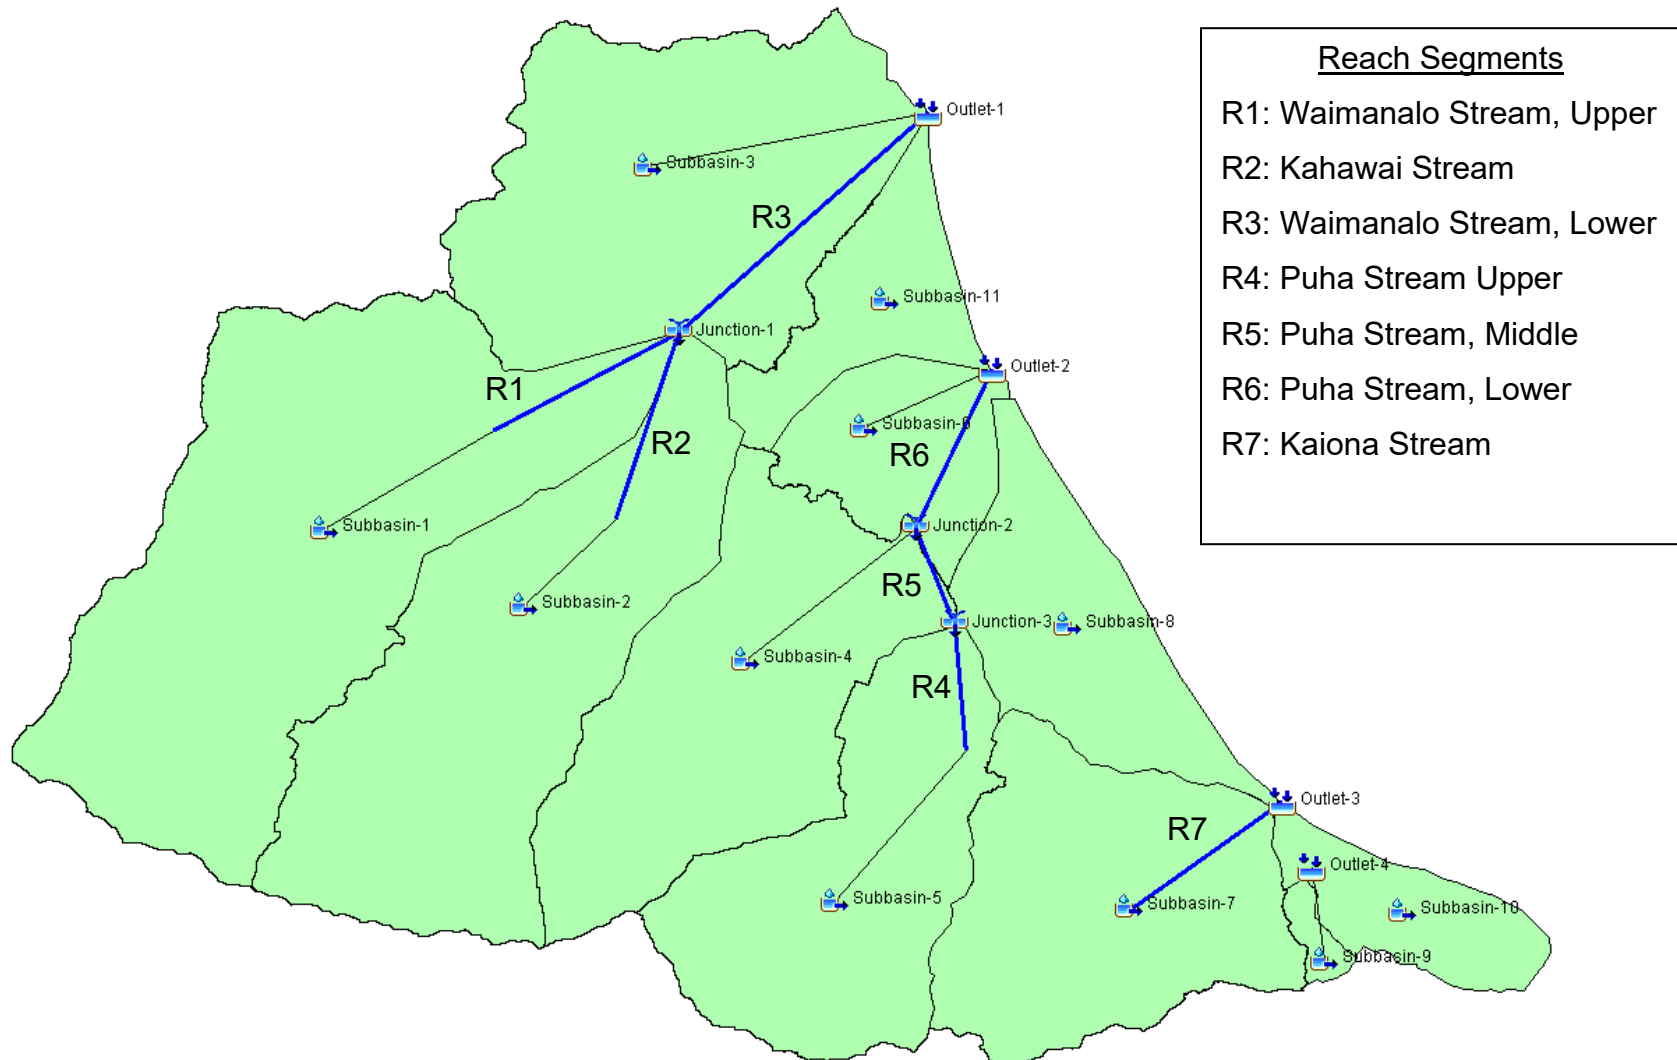 Reach Segments
R1: Waimanalo Stream, Upper
R2: Kahawai Stream
R3: Waimanalo Stream, Lower
R4: Puha Stream Upper
R5: Puha Stream, Middle
R6: Puha Stream, Lower
R7: Kaiona Stream
Outlet-1
Subbasin-3
R3
Subbasin-11
Junction-1
Outlet-2
R1
Subbasin-6
R2
R6
Subbasin-1
Junction-2
R5
Subbasin-2
Junction-3
Subbasin-8
Subbasin-4
R4
Outlet-3
R7
Outlet-4
Subbasin-5
Subbasin-7
Subbasin-10
Subbasin-9